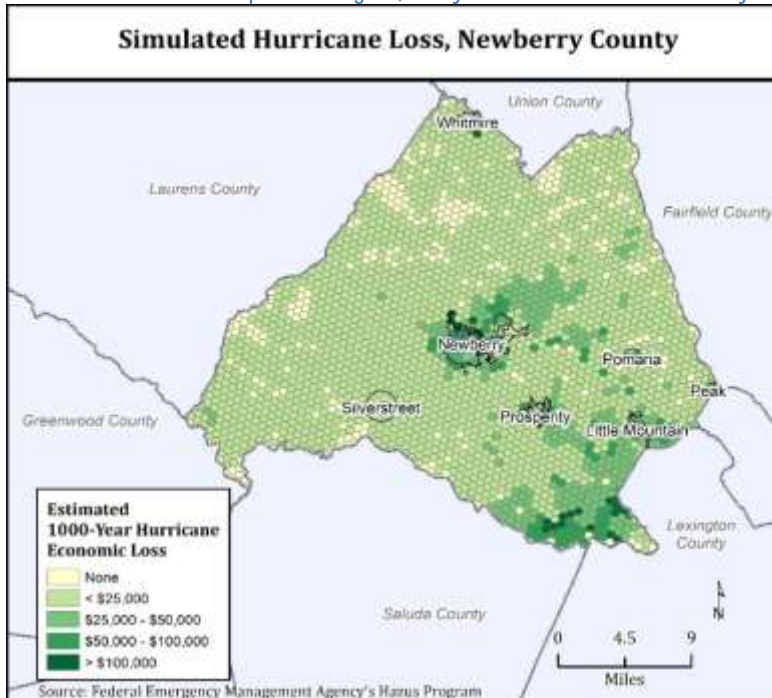 Simulated Hurricane Loss, Newberry County
Union County
Whitmire
Laurens County
Fairfield County
Newberry
Pomaria
Peak
Silverstreet
Greenwood County
Prosperity
Little Mountain
Estimated
1000-Year Hurricane
Economic Loss
None
< $25,000
$25,000 - $50,000
$50,000 - $100,000
> $100,000
Lexington
County
Saluda County
N
0 4.5 9
Miles
Source: Federal Emergency Management Agency's Hazus Program